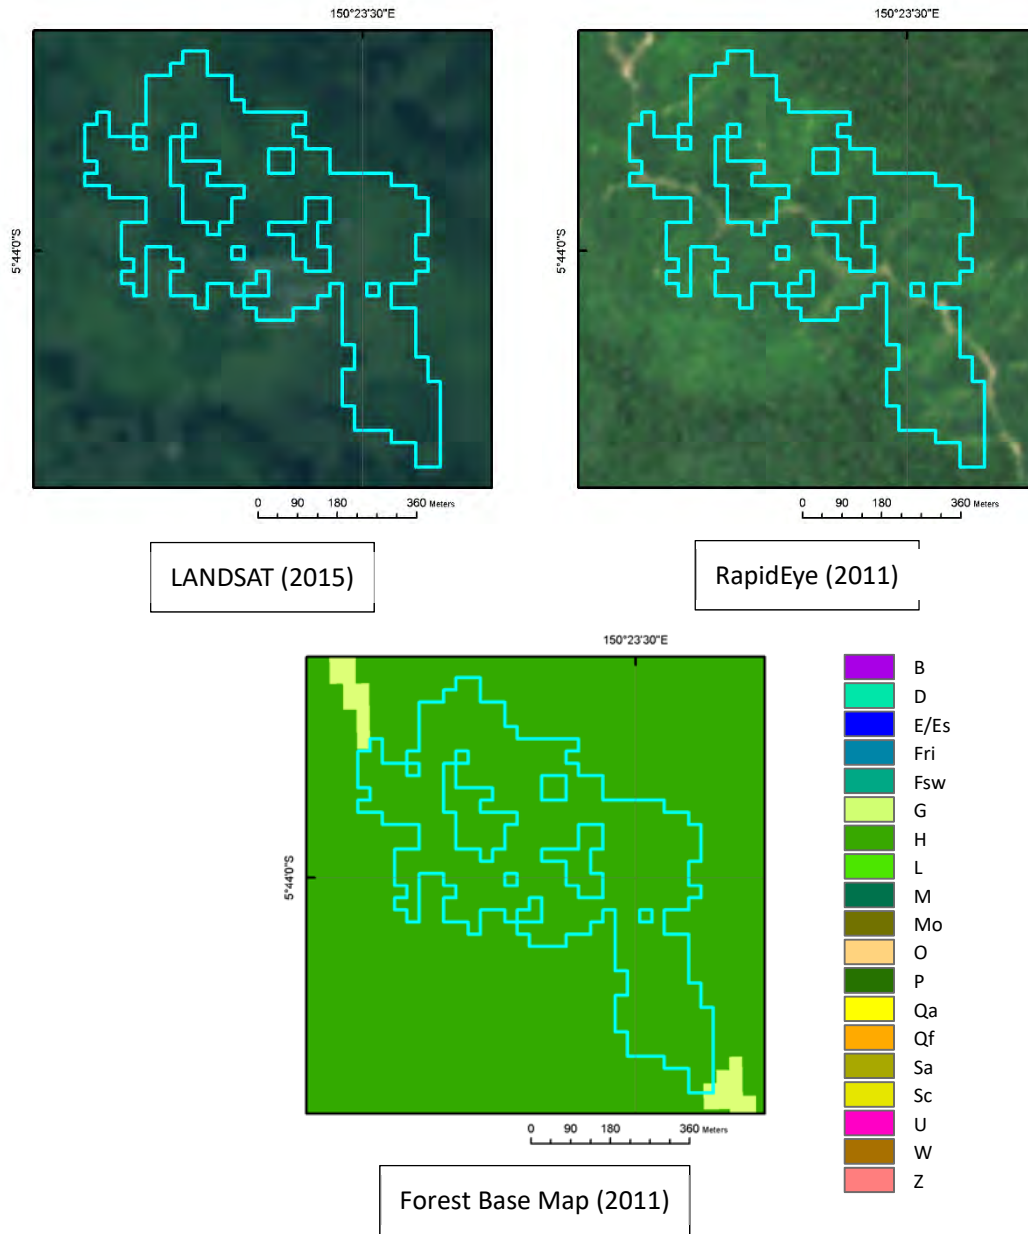 150°23'30"E
150°23'30"E
5°44'0"S
5°44'0"S
0 90 180 360 Meters
0 90 180 360 Meters
LANDSAT (2015)
RapidEye (2011)
150°23'30"E
5°44'0"S
0 90 180 360 Meters
Forest Base Map (2011)
B
D
E/Es
Fri
Fsw
G
H
L
M
Mo
O
P
Qa
Qf
Sa
Sc
U
W
Z